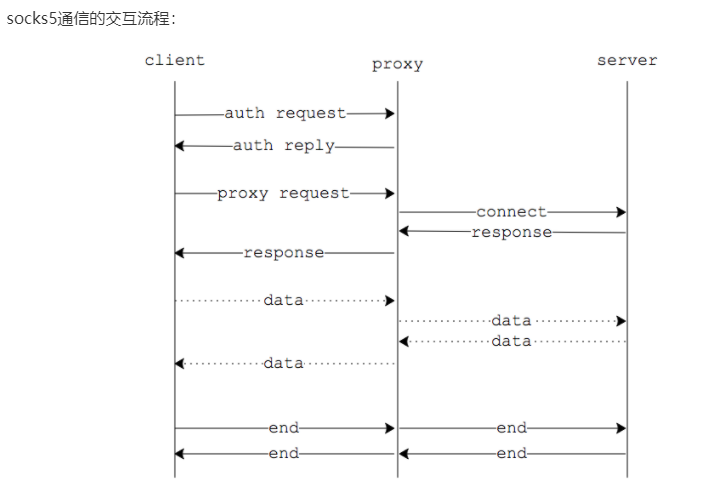 socks5通信的交互流程：
client proxy server
auth request
auth reply
proxy request
connect
response
response
data
data
data
data
end end
end end